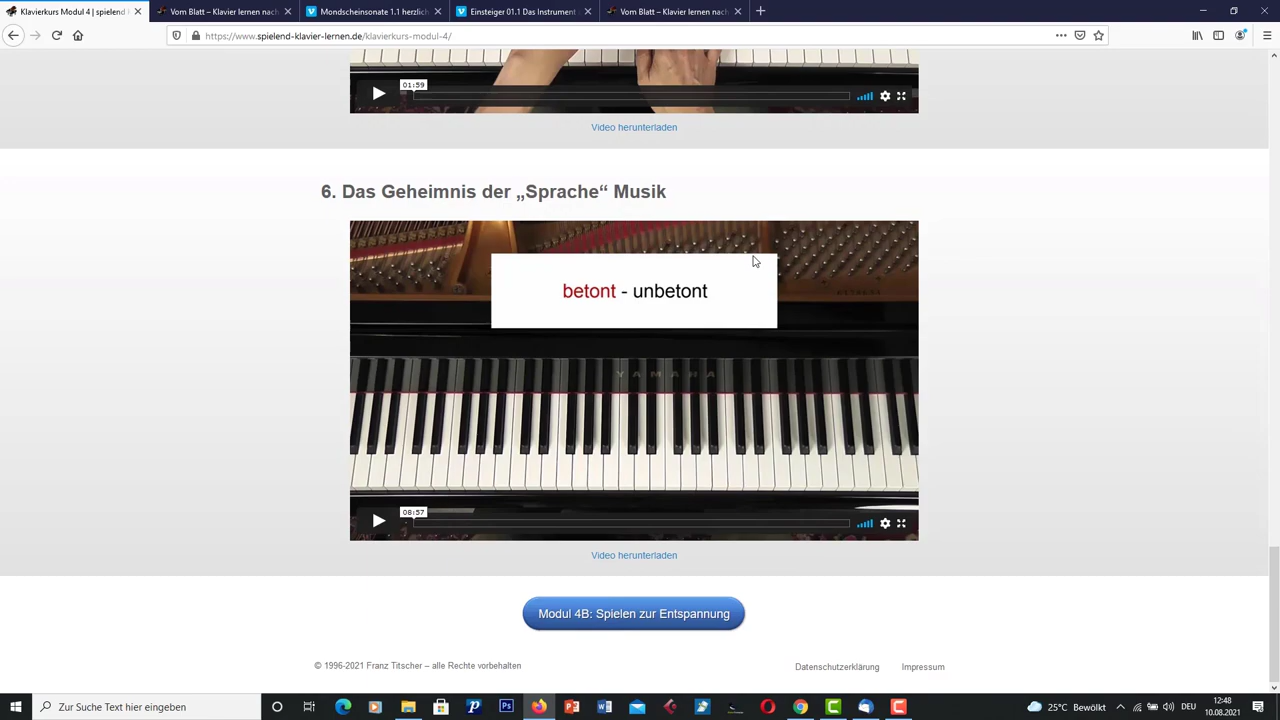 Klavierkurs Modul 4 | spielend
Vom Blatt – Klavier lernen nach
Mondscheinsonate 1.1 herzlich
Einsteiger 01.1 Das Instrument
Vom Blatt – Klavier lernen nach
https://www.spielend-klavier-lernen.de/klavierkurs-modul-4/
01:59
Video herunterladen
6. Das Geheimnis der „Sprache“ Musik
betont - unbetont
YAMAHA
08:57
Video herunterladen
Modul 4B: Spielen zur Entspannung
© 1996-2021 Franz Titscher – alle Rechte vorbehalten
Datenschutzerklärung
Impressum
Zur Suche Text hier eingeben
25°C Bewölkt
DEU
12:48
10.08.2021